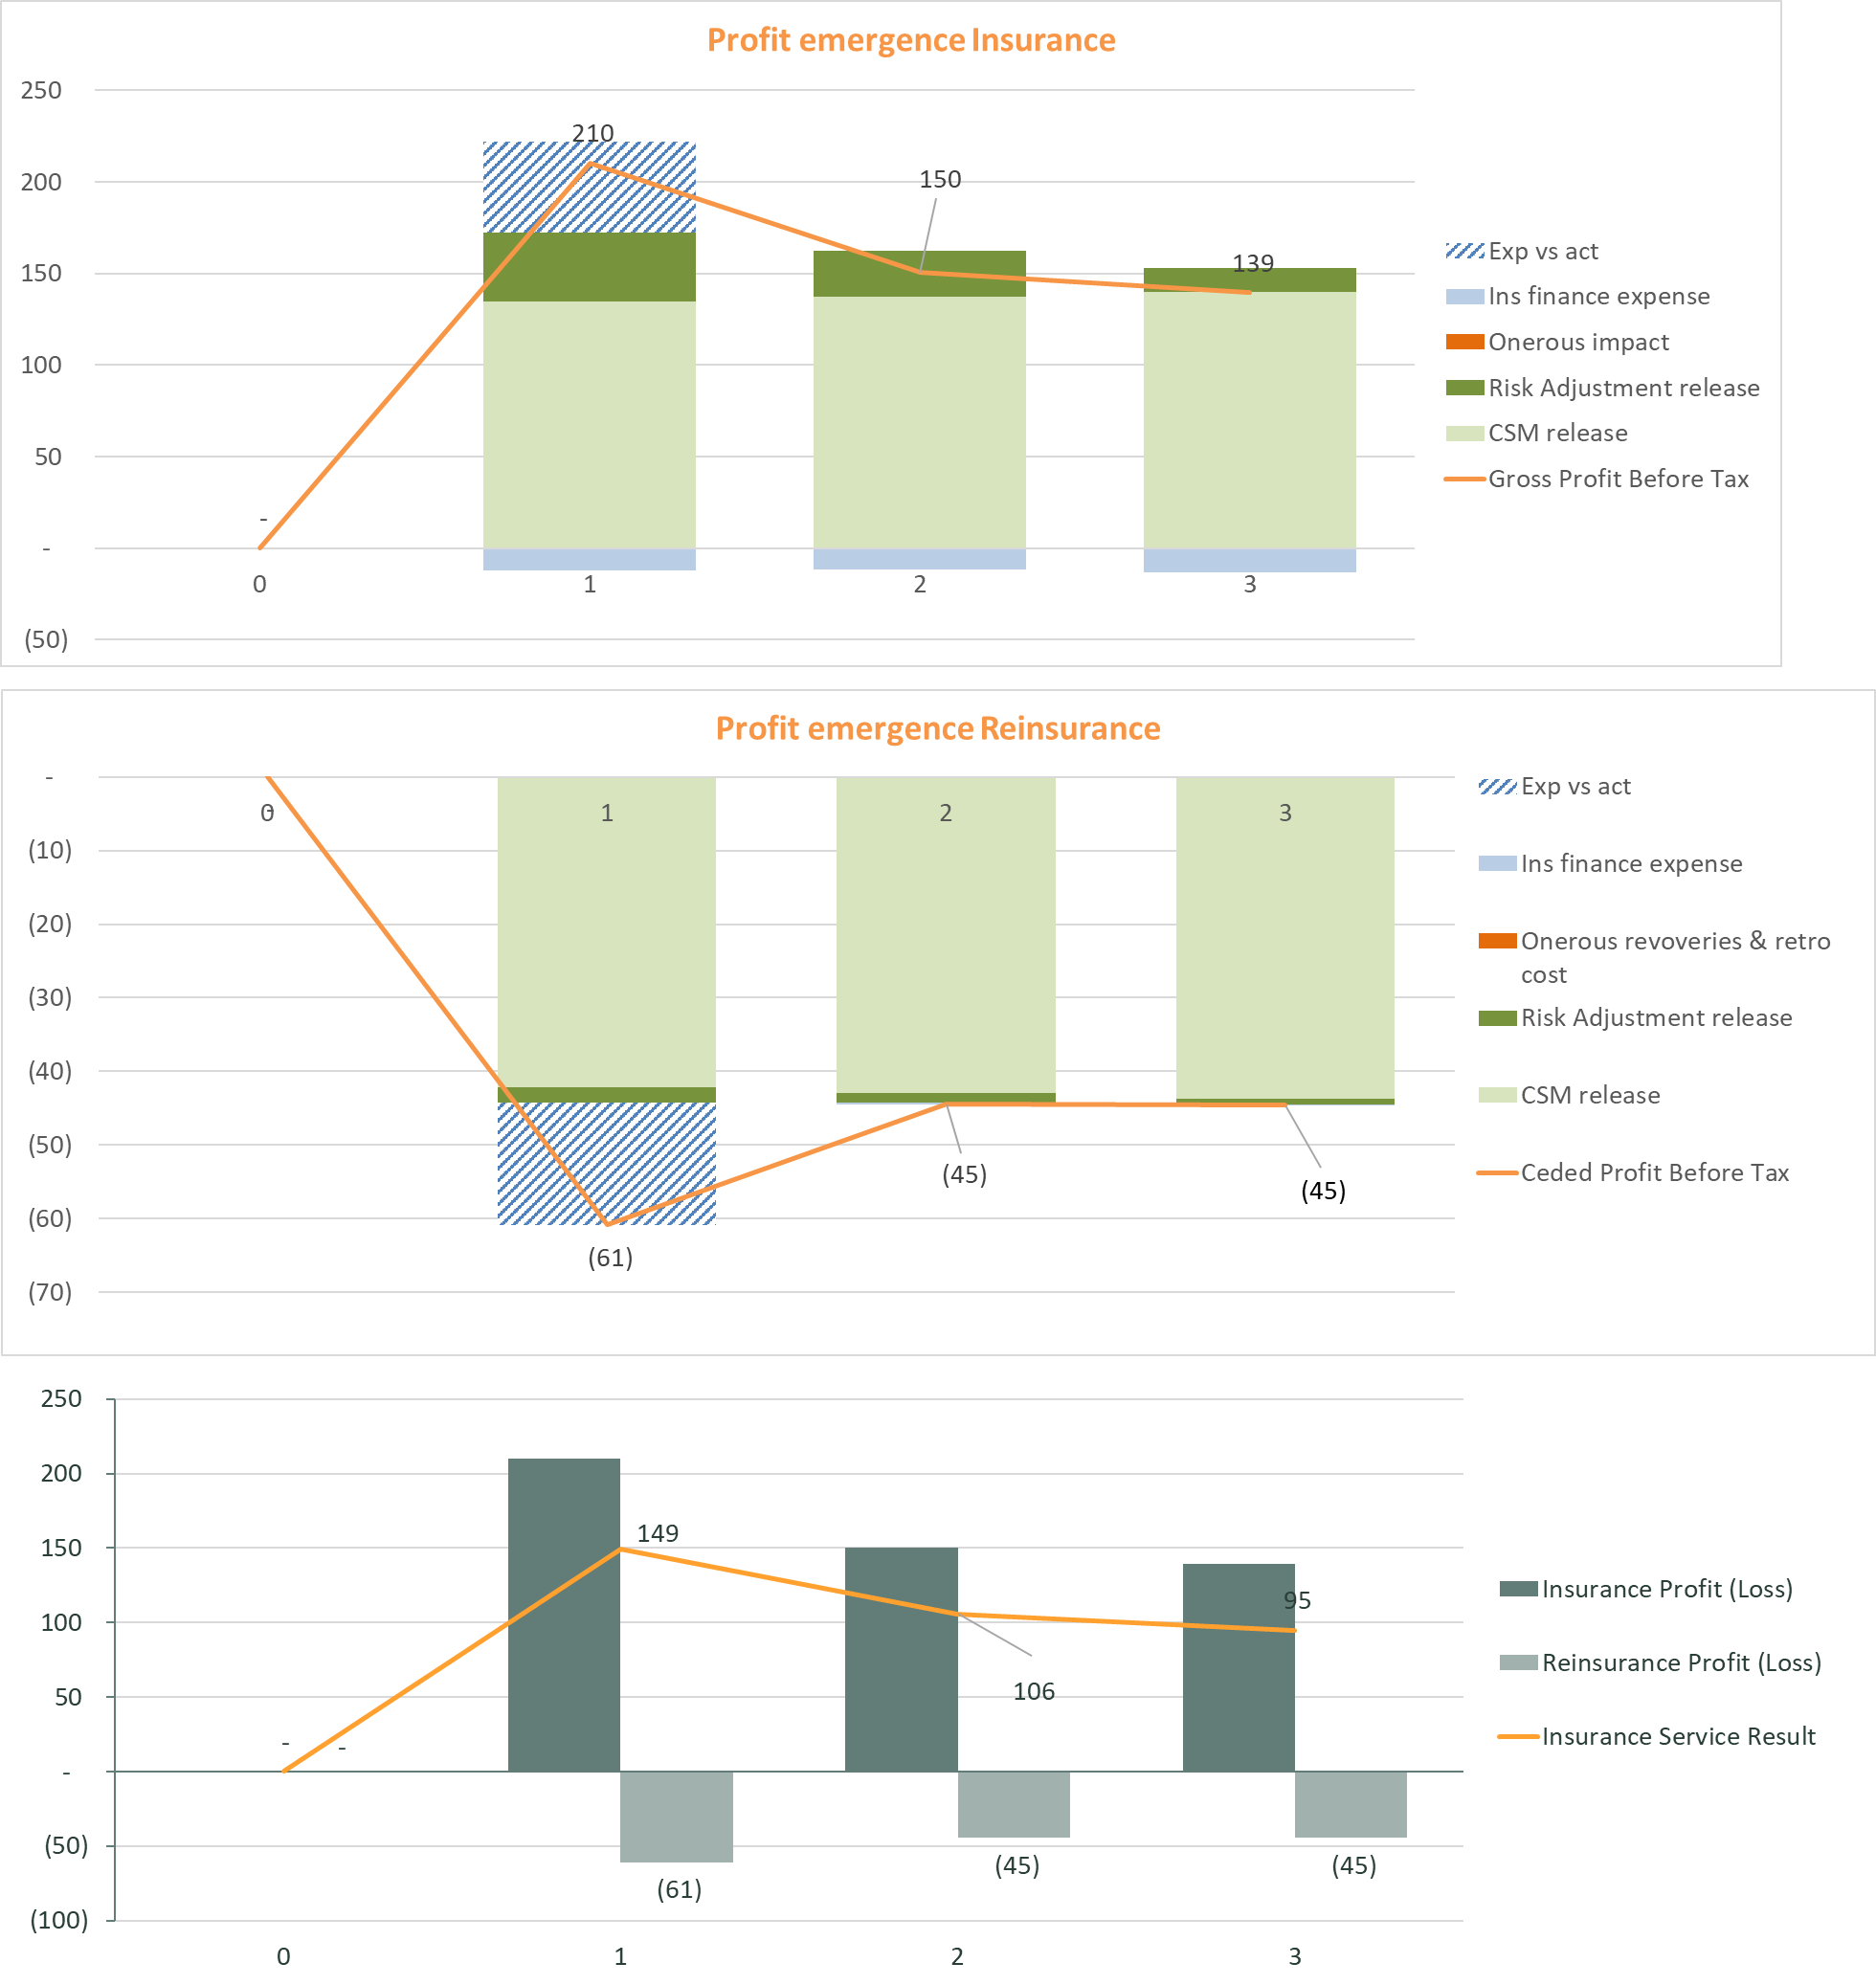 Profit emergence Insurance
250
200
150
100
50
-
(50)
-
210
150
139
0
1
2
3
Exp vs act
Ins finance expense
Onerous impact
Risk Adjustment release
CSM release
Gross Profit Before Tax
Profit emergence Reinsurance
-
(10)
(20)
(30)
(40)
(50)
(60)
(70)
0
-
1
2
3
(61)
(45)
(45)
Exp vs act
Ins finance expense
Onerous revoveries & retro
cost
Risk Adjustment release
CSM release
Ceded Profit Before Tax
250
200
150
100
50
-
(50)
(100)
-
-
149
106
95
(61)
(45)
(45)
0
1
2
3
Insurance Profit (Loss)
Reinsurance Profit (Loss)
Insurance Service Result